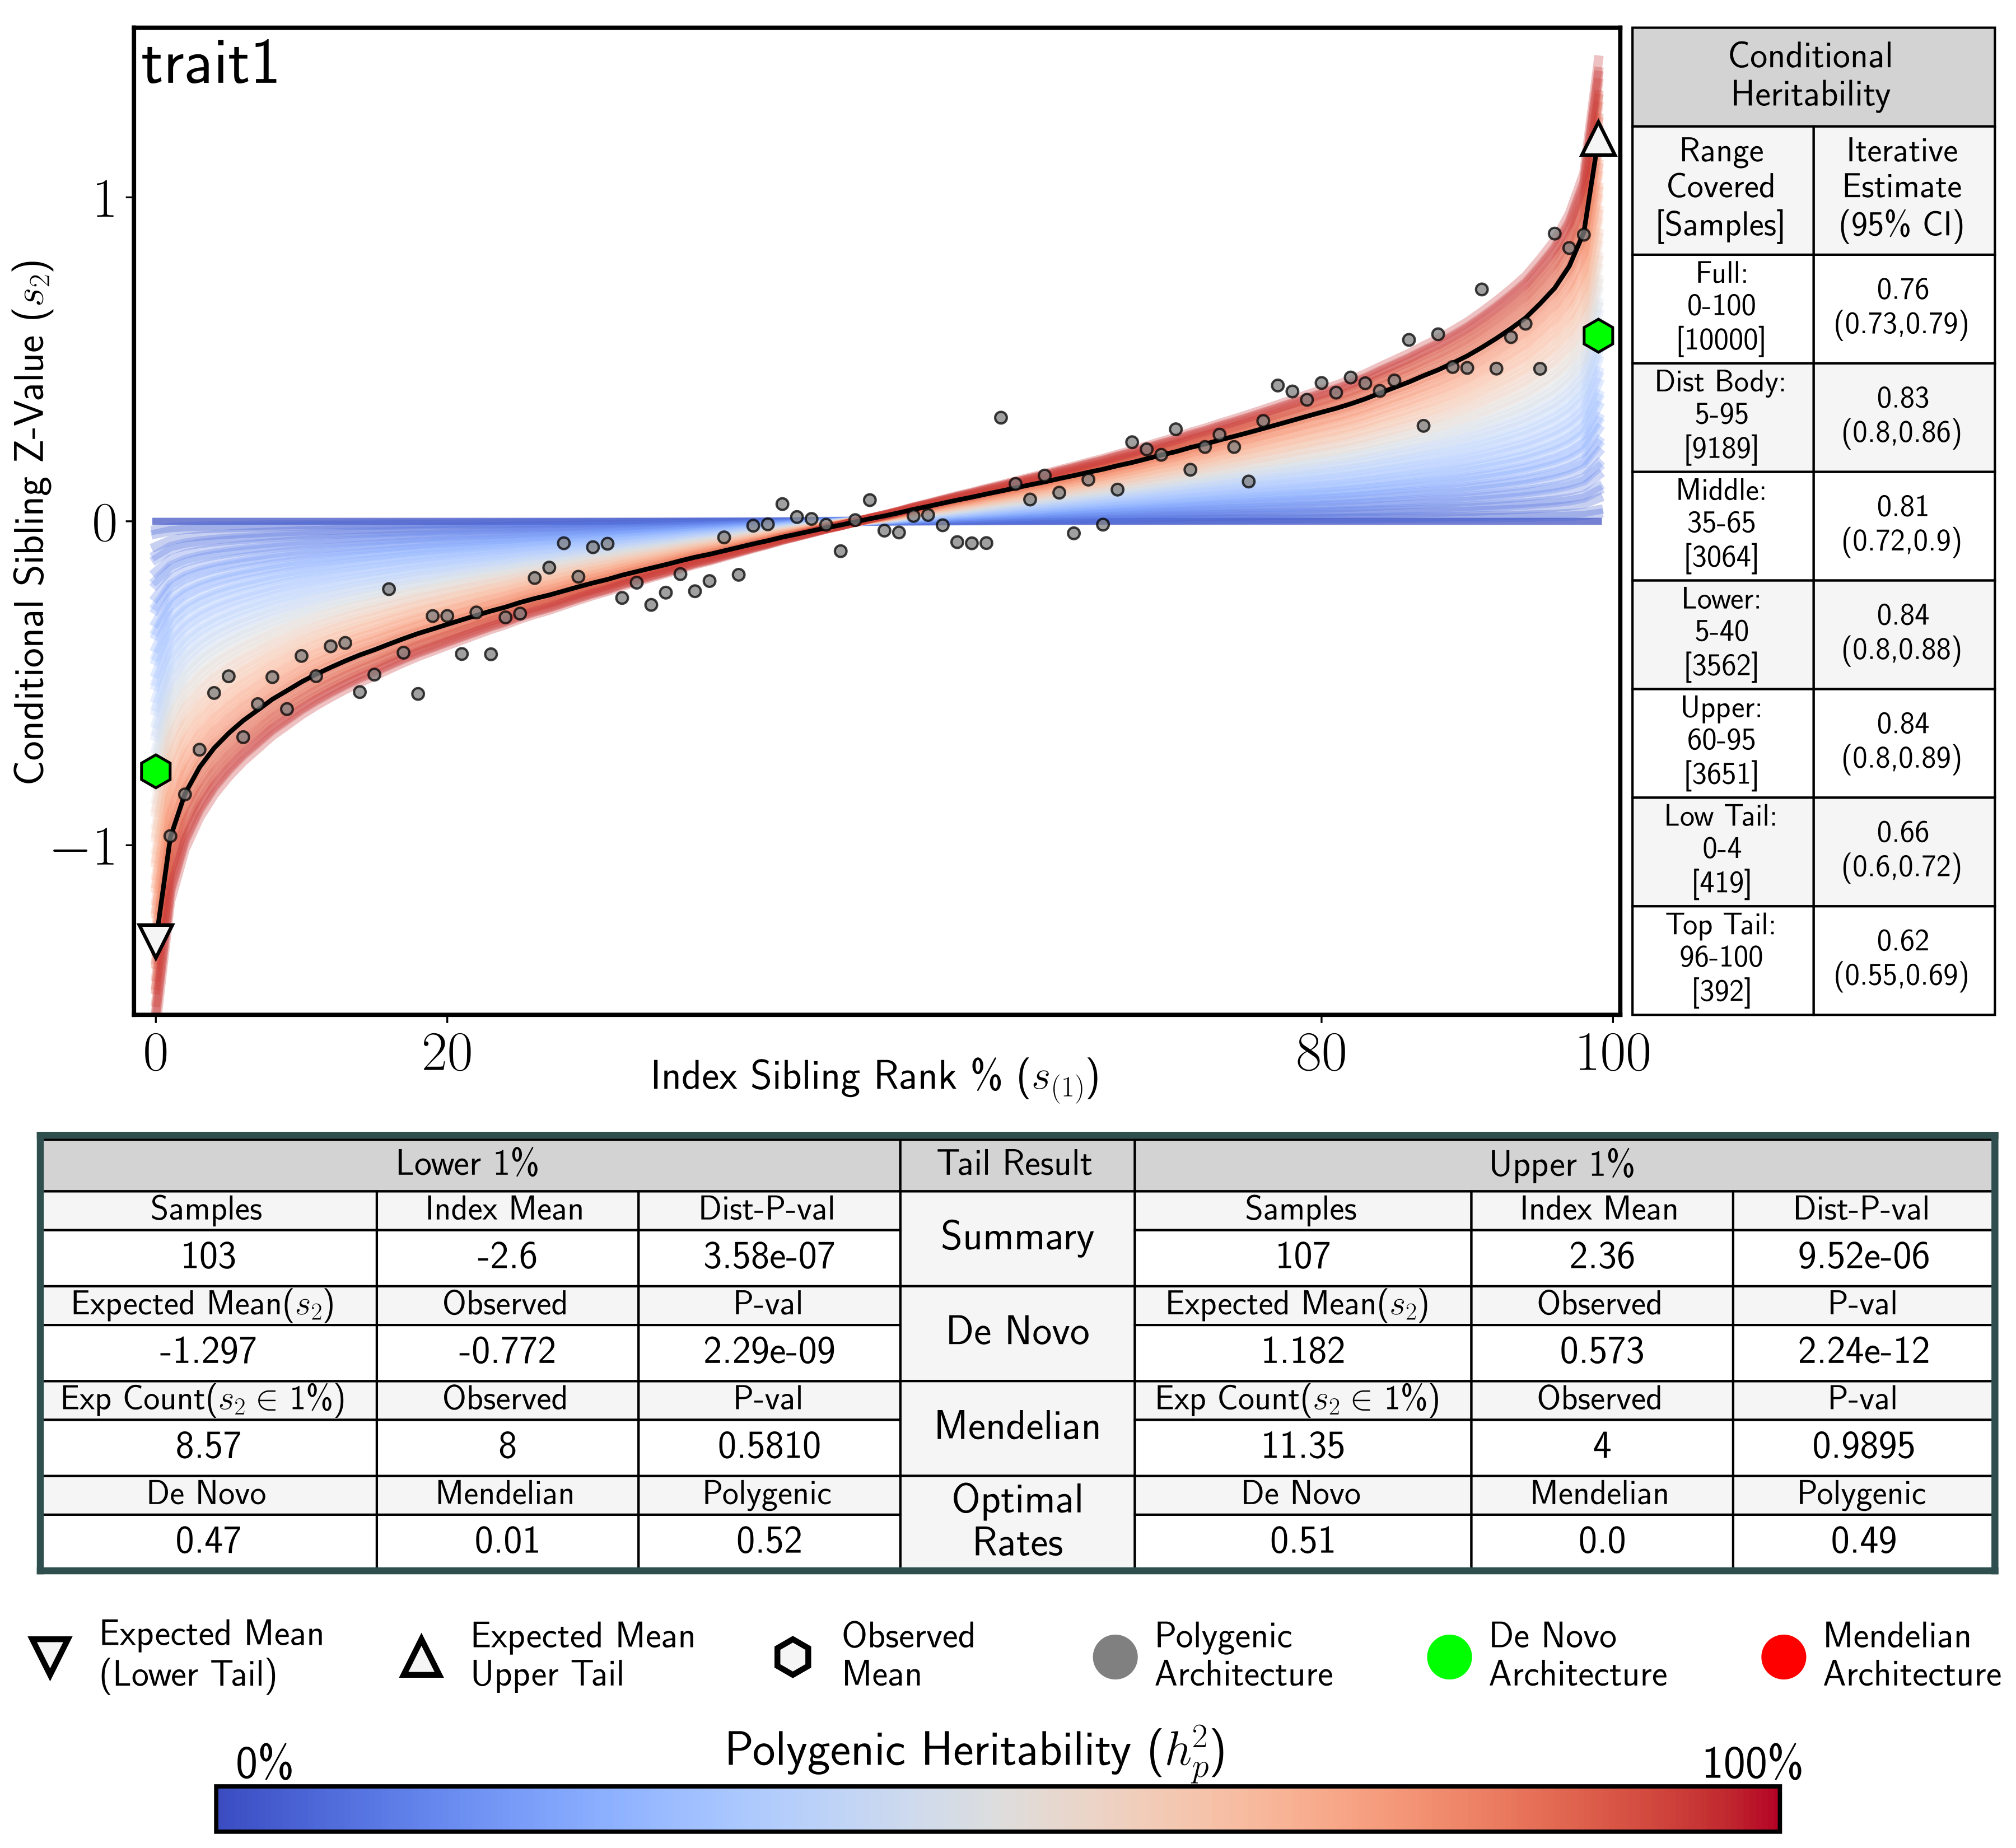 trait1
1
0
−1
Conditional Sibling Z-Value (s₂)
0
20
80
100
Index Sibling Rank % (s₍₁₎)
Conditional
Heritability
Range
Covered
[Samples]
Iterative
Estimate
(95% CI)
Full:
0-100
[10000]
0.76
(0.73,0.79)
Dist Body:
5-95
[9189]
0.83
(0.8,0.86)
Middle:
35-65
[3064]
0.81
(0.72,0.9)
Lower:
5-40
[3562]
0.84
(0.8,0.88)
Upper:
60-95
[3651]
0.84
(0.8,0.89)
Low Tail:
0-4
[419]
0.66
(0.6,0.72)
Top Tail:
96-100
[392]
0.62
(0.55,0.69)
Lower 1% Tail Result Upper 1%
Samples Index Mean Dist-P-val Summary Samples Index Mean Dist-P-val
103 -2.6 3.58e-07 107 2.36 9.52e-06
Expected Mean(s₂) Observed P-val De Novo Expected Mean(s₂) Observed P-val
-1.297 -0.772 2.29e-09 1.182 0.573 2.24e-12
Exp Count(s₂ ∈ 1%) Observed P-val Mendelian Exp Count(s₂ ∈ 1%) Observed P-val
8.57 8 0.5810 11.35 4 0.9895
De Novo Mendelian Polygenic Optimal Rates De Novo Mendelian Polygenic
0.47 0.01 0.52 0.51 0.0 0.49
Expected Mean
(Lower Tail)
Expected Mean
Upper Tail
Observed
Mean
Polygenic
Architecture
De Novo
Architecture
Mendelian
Architecture
Polygenic Heritability (h²ₚ)
0%
100%